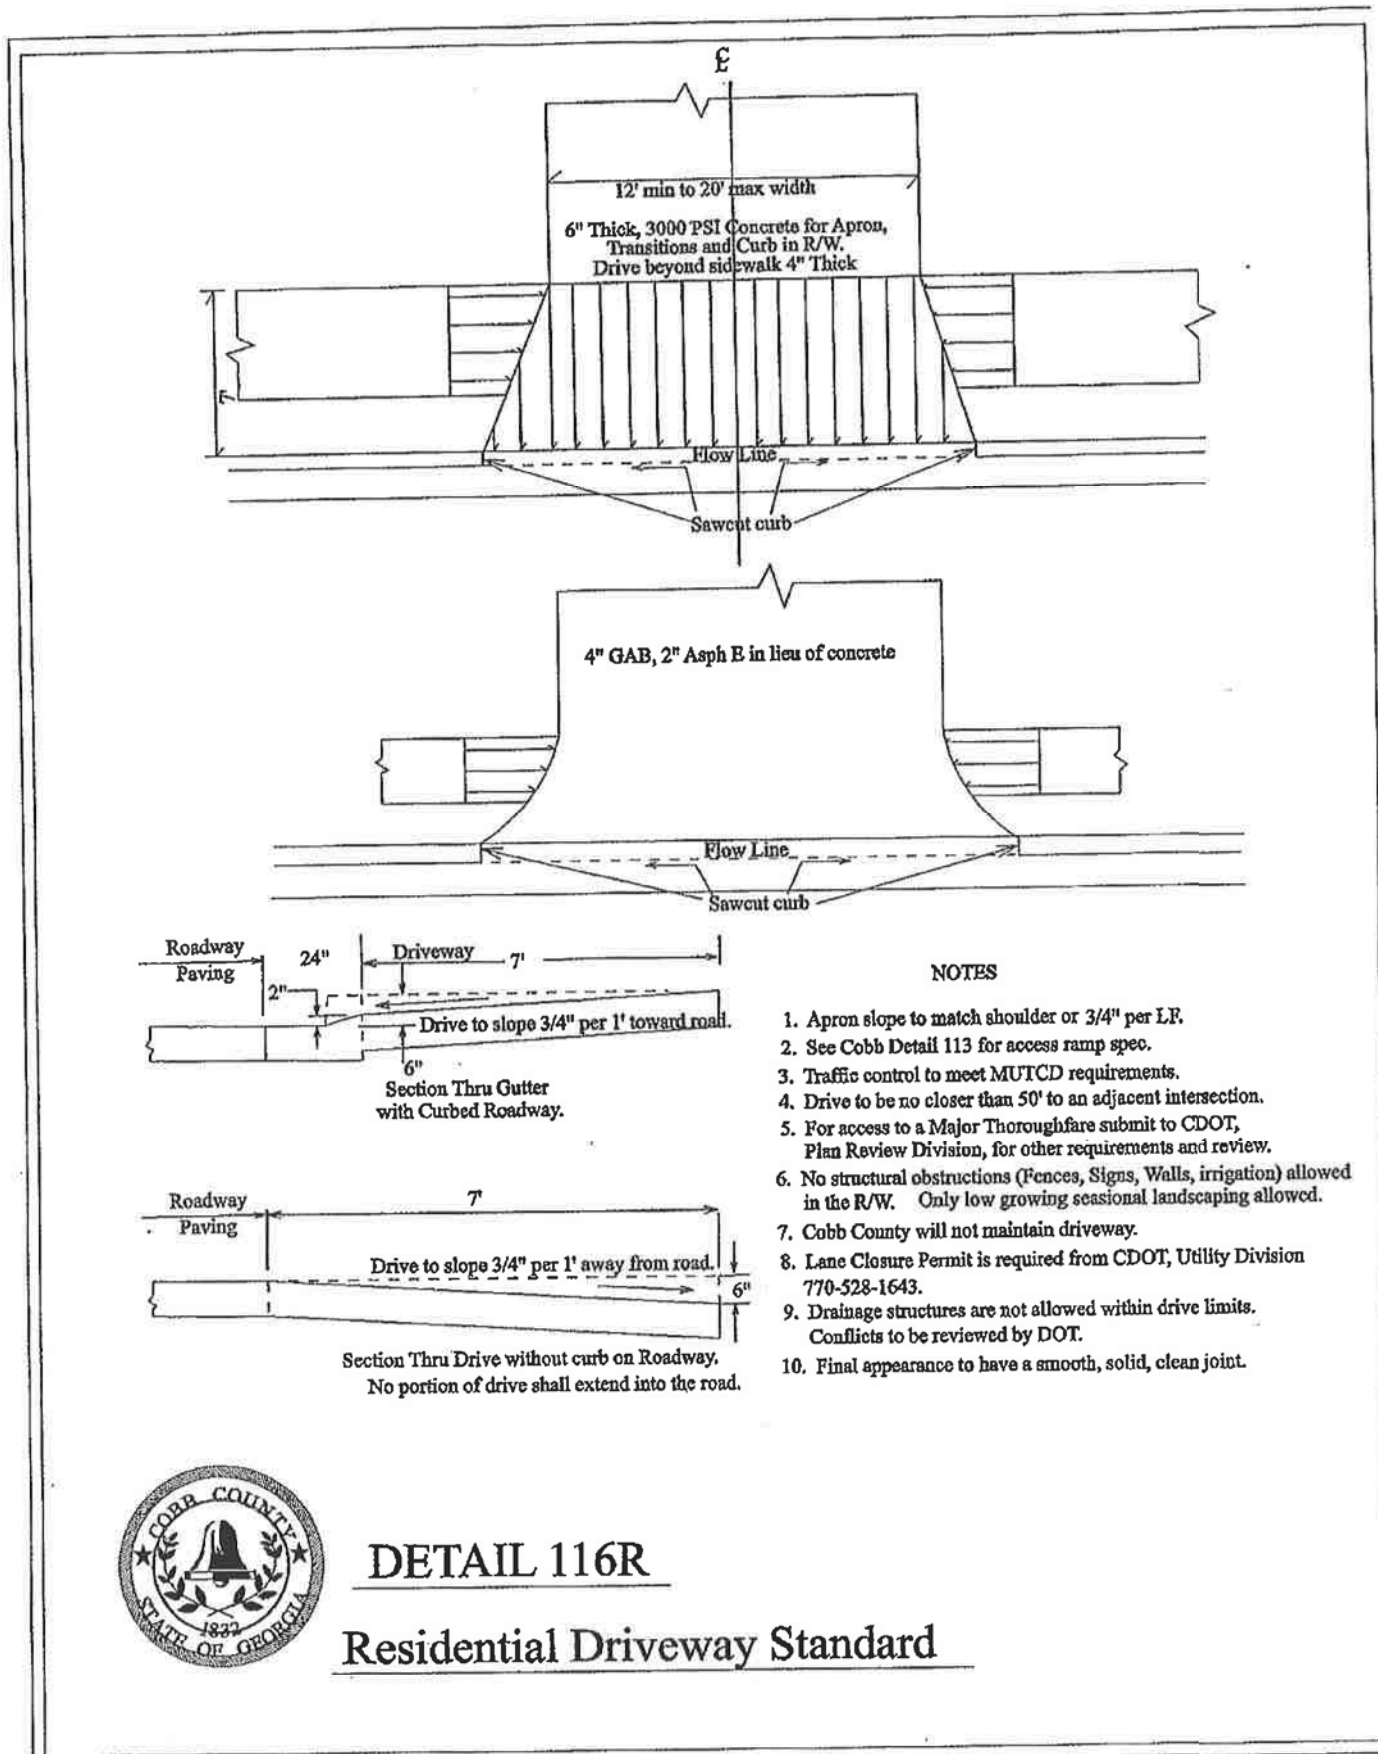 ℄
12' min to 20' max width
6" Thick, 3000 PSI Concrete for Apron,
Transitions and Curb in R/W.
Drive beyond sidewalk 4" Thick
7'
Flow Line
Sawcut curb
4" GAB, 2" Asph E in lieu of concrete
Flow Line
Sawcut curb
Roadway
Paving
24"
Driveway
7'
2"
Drive to slope 3/4" per 1' toward road.
6"
Section Thru Gutter
with Curbed Roadway.
Roadway
Paving
7'
Drive to slope 3/4" per 1' away from road.
6"
Section Thru Drive without curb on Roadway.
No portion of drive shall extend into the road.
NOTES
1. Apron slope to match shoulder or 3/4" per LF.
2. See Cobb Detail 113 for access ramp spec.
3. Traffic control to meet MUTCD requirements.
4. Drive to be no closer than 50' to an adjacent intersection.
5. For access to a Major Thoroughfare submit to CDOT,
Plan Review Division, for other requirements and review.
6. No structural obstructions (Fences, Signs, Walls, irrigation) allowed
in the R/W. Only low growing seasional landscaping allowed.
7. Cobb County will not maintain driveway.
8. Lane Closure Permit is required from CDOT, Utility Division
770-528-1643.
9. Drainage structures are not allowed within drive limits.
Conflicts to be reviewed by DOT.
10. Final appearance to have a smooth, solid, clean joint.
COBB COUNTY
1832
STATE OF GEORGIA
DETAIL 116R
Residential Driveway Standard